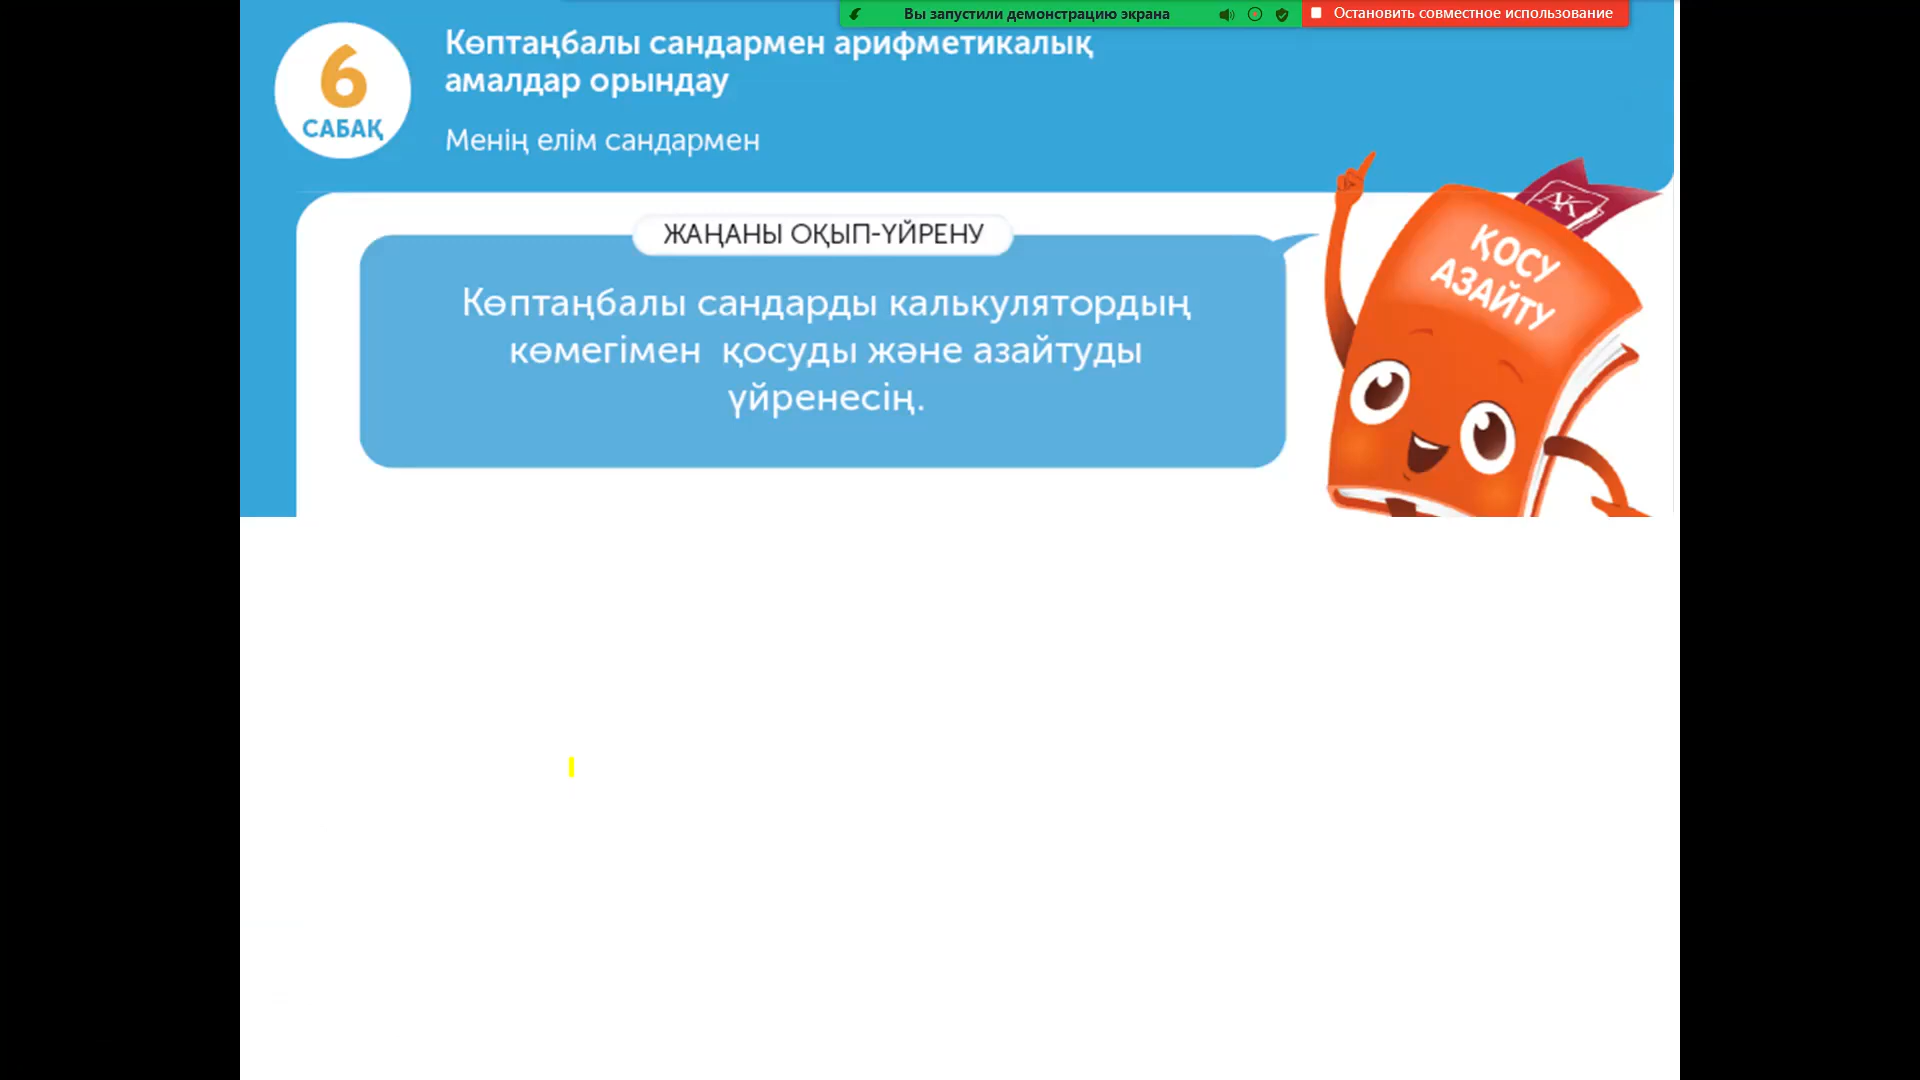 Вы запустили демонстрацию экрана
Остановить совместное использование
6
САБАҚ
Көптаңбалы сандармен арифметикалық
амалдар орындау
Менің елім сандармен
ЖАҢАНЫ ОҚЫП-ҮЙРЕНУ
Көптаңбалы сандарды калькулятордың
көмегімен қосуды және азайтуды
үйренесің.
АК
ҚОСУ
АЗАЙТУ